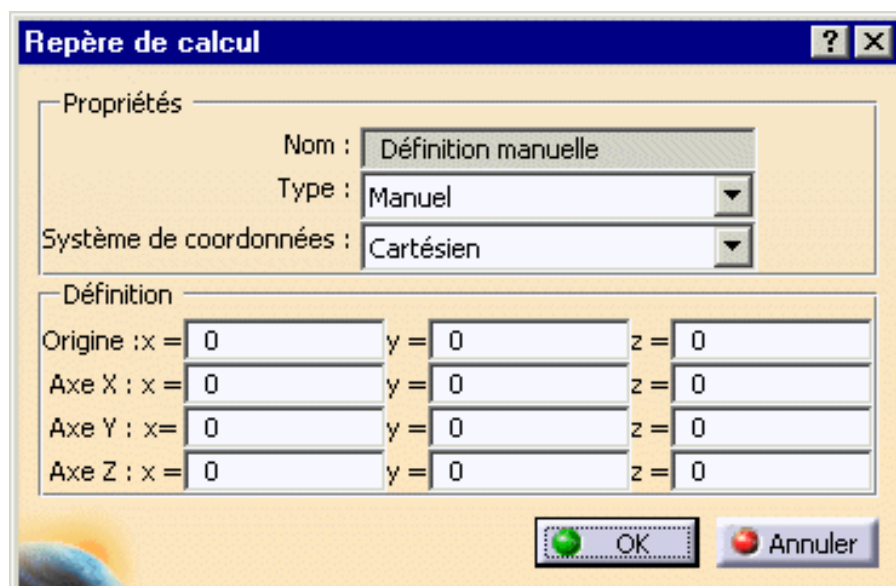 Repère de calcul
Propriétés
Nom : Définition manuelle
Type : Manuel
Système de coordonnées : Cartésien
Définition
Origine :x = 0 y = 0 z = 0
Axe X : x = 0 y = 0 z = 0
Axe Y : x= 0 y = 0 z = 0
Axe Z : x = 0 y = 0 z = 0
OK Annuler